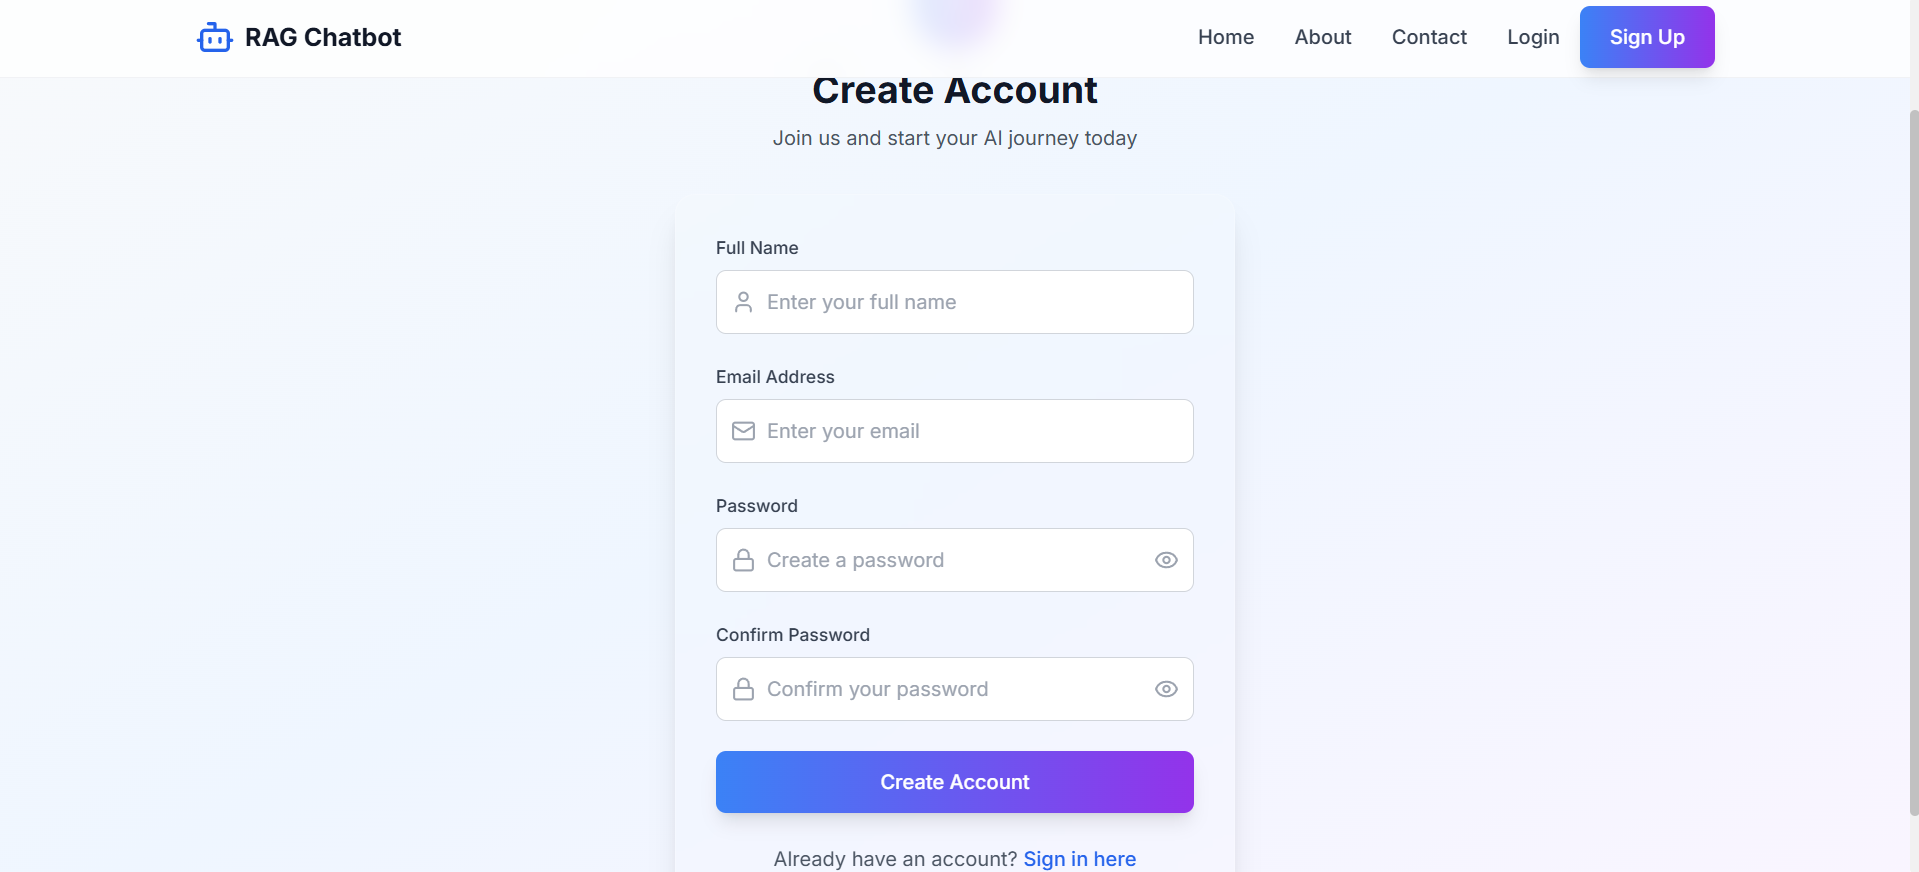 RAG Chatbot
Home
About
Contact
Login
Sign Up
Create Account
Join us and start your AI journey today
Full Name
Enter your full name
Email Address
Enter your email
Password
Create a password
Confirm Password
Confirm your password
Create Account
Already have an account? Sign in here